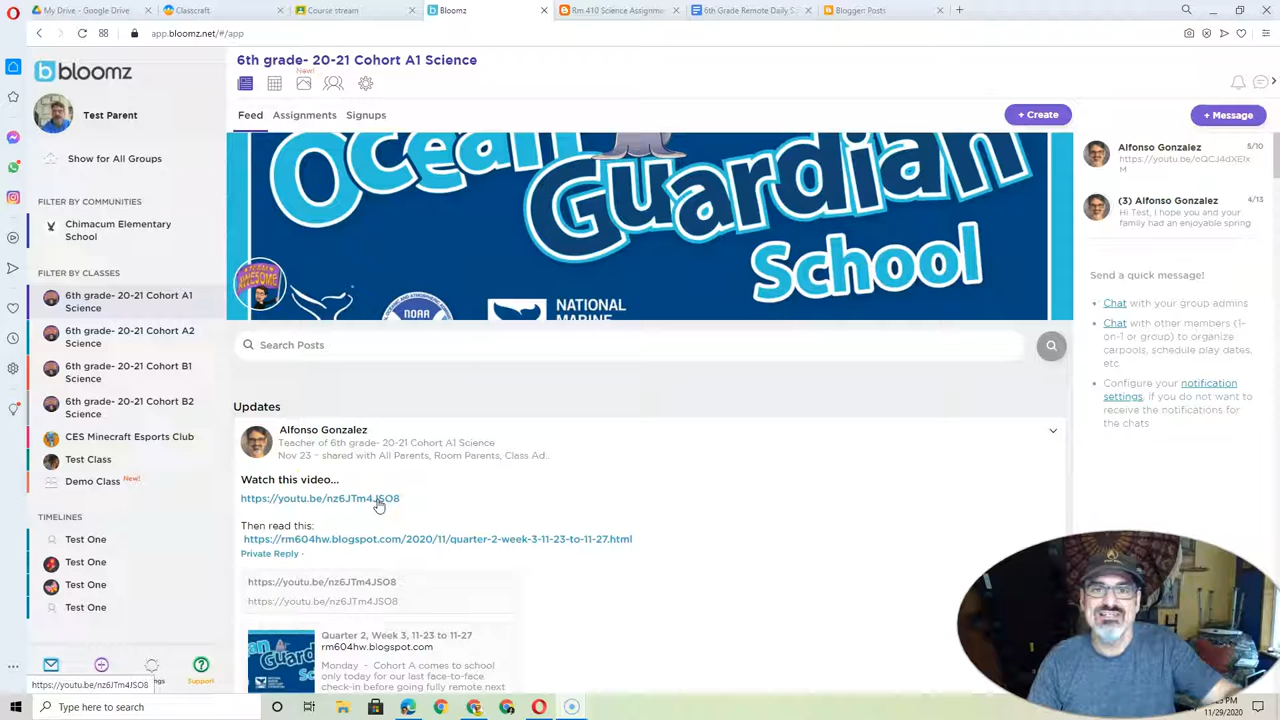 My Drive - Google Drive
Classcraft
Course stream
Bloomz
Rm.410 Science Assignme
6th Grade Remote Daily S
Blogger: Posts
app.bloomz.net/#/app
bloomz
Test Parent
Show for All Groups
FILTER BY COMMUNITIES
Chimacum Elementary
School
FILTER BY CLASSES
6th grade- 20-21 Cohort A1
Science
6th grade- 20-21 Cohort A2
Science
6th grade- 20-21 Cohort B1
Science
6th grade- 20-21 Cohort B2
Science
CES Minecraft Esports Club
Test Class
Demo Class New!
TIMELINES
Test One
Test One
Test One
Test One
Support
https://youtu.be/nz6JTm4JSO8
6th grade- 20-21 Cohort A1 Science
New!
Feed
Assignments
Signups
+ Create
Ocean
Guardian
School
NOAA
NATIONAL
MARINE
Search Posts
Updates
Alfonso Gonzalez
Teacher of 6th grade- 20-21 Cohort A1 Science
Nov 23 - shared with All Parents, Room Parents, Class Ad..
Watch this video...
https://youtu.be/nz6JTm4JSO8
Then read this:
https://rm604hw.blogspot.com/2020/11/quarter-2-week-3-11-23-to-11-27.html
Private Reply ·
https://youtu.be/nz6JTm4JSO8
https://youtu.be/nz6JTm4JSO8
Quarter 2, Week 3, 11-23 to 11-27
rm604hw.blogspot.com
Monday - Cohort A comes to school
only today for our last face-to-face
check-in before going fully remote next
+ Message
Alfonso Gonzalez 5/10
https://youtu.be/oQCJ4dXEIx
M
(3) Alfonso Gonzalez 4/13
Hi Test, I hope you and your
family had an enjoyable spring
Send a quick message!
Chat with your group admins
Chat with other members (1-
on-1 or group) to organize
carpools, schedule play dates,
etc
Configure your notification
settings, if you do not want to
receive the notifications for
the chats
Type here to search
11/29/2020